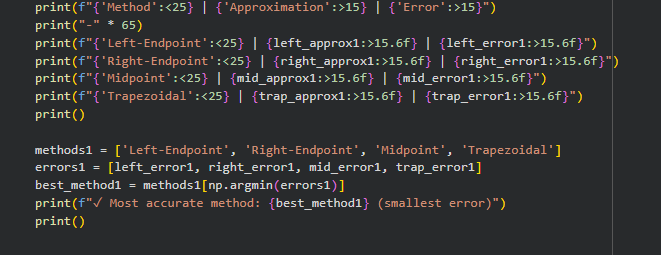 print(f"{'Method':<25} | {'Approximation':>15} | {'Error':>15}")
print("-" * 65)
print(f"{'Left-Endpoint':<25} | {left_approx1:>15.6f} | {left_error1:>15.6f}")
print(f"{'Right-Endpoint':<25} | {right_approx1:>15.6f} | {right_error1:>15.6f}")
print(f"{'Midpoint':<25} | {mid_approx1:>15.6f} | {mid_error1:>15.6f}")
print(f"{'Trapezoidal':<25} | {trap_approx1:>15.6f} | {trap_error1:>15.6f}")
print()
methods1 = ['Left-Endpoint', 'Right-Endpoint', 'Midpoint', 'Trapezoidal']
errors1 = [left_error1, right_error1, mid_error1, trap_error1]
best_method1 = methods1[np.argmin(errors1)]
print(f"✓ Most accurate method: {best_method1} (smallest error)")
print()